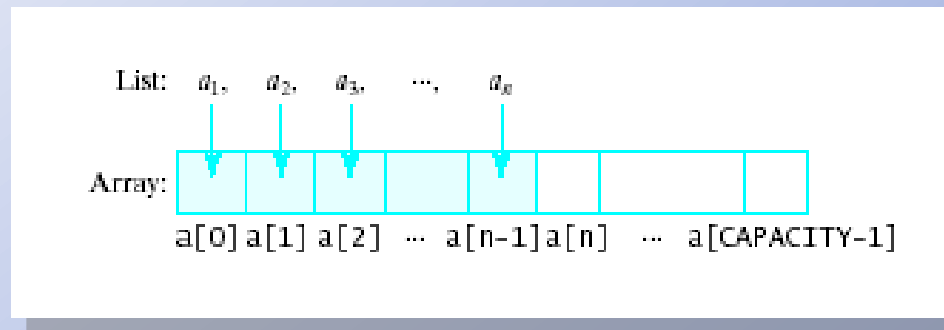 List: a₁, a₂, a₃, ···, aₙ
Array:
a[0] a[1] a[2] ··· a[n-1] a[n] ··· a[CAPACITY-1]